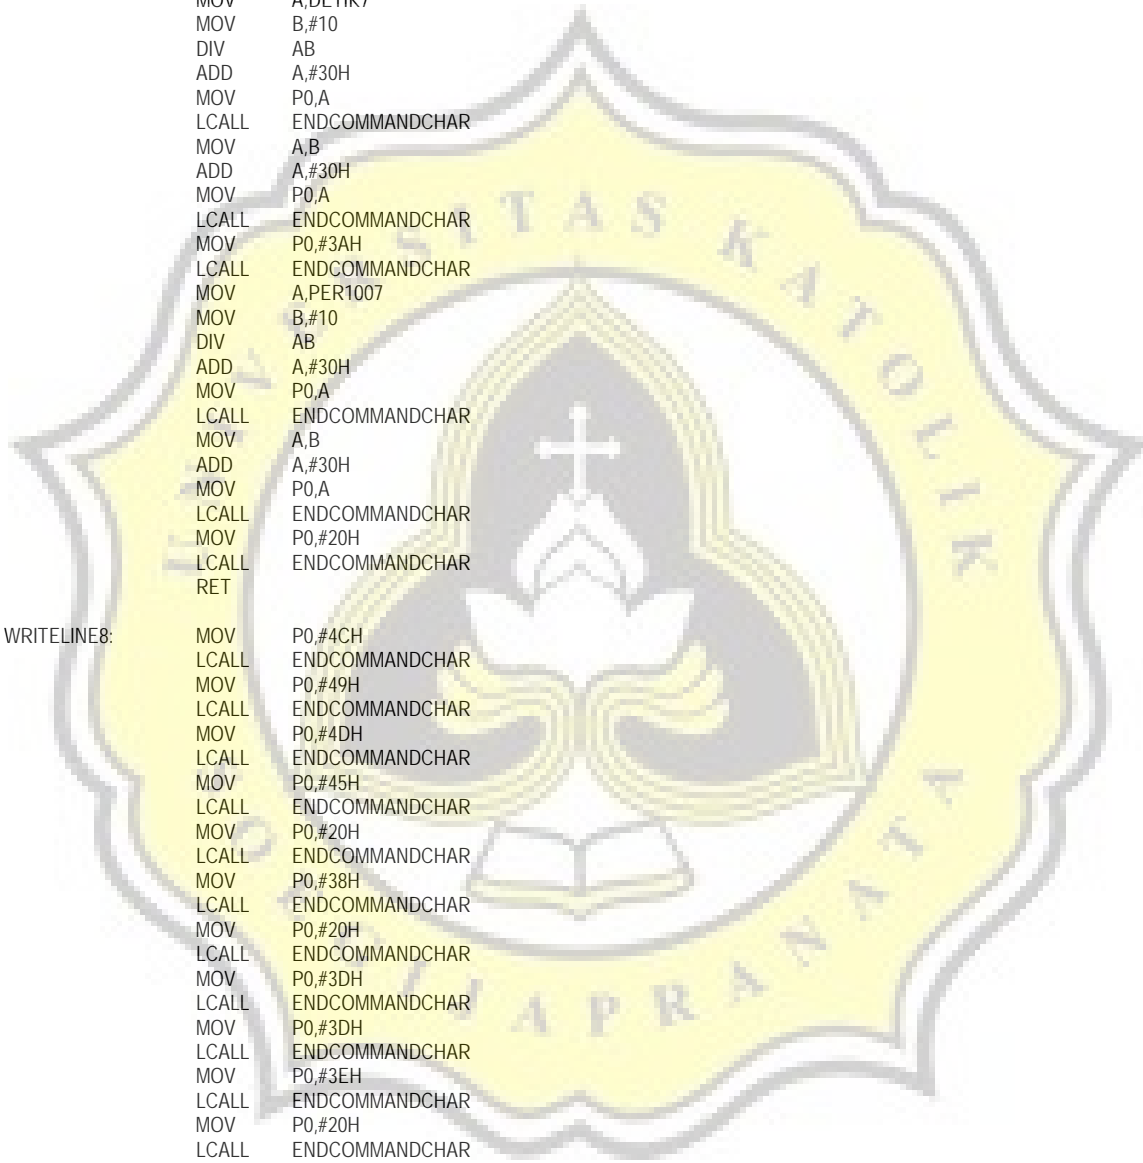 MOV A,DETIK7
MOV B,#10
DIV AB
ADD A,#30H
MOV P0,A
LCALL ENDCOMMANDCHAR
MOV A,B
ADD A,#30H
MOV P0,A
LCALL ENDCOMMANDCHAR
MOV P0,#3AH
LCALL ENDCOMMANDCHAR
MOV A,PER1007
MOV B,#10
DIV AB
ADD A,#30H
MOV P0,A
LCALL ENDCOMMANDCHAR
MOV A,B
ADD A,#30H
MOV P0,A
LCALL ENDCOMMANDCHAR
MOV P0,#20H
LCALL ENDCOMMANDCHAR
RET
WRITELINE8: MOV P0,#4CH
LCALL ENDCOMMANDCHAR
MOV P0,#49H
LCALL ENDCOMMANDCHAR
MOV P0,#4DH
LCALL ENDCOMMANDCHAR
MOV P0,#45H
LCALL ENDCOMMANDCHAR
MOV P0,#20H
LCALL ENDCOMMANDCHAR
MOV P0,#38H
LCALL ENDCOMMANDCHAR
MOV P0,#20H
LCALL ENDCOMMANDCHAR
MOV P0,#3DH
LCALL ENDCOMMANDCHAR
MOV P0,#3DH
LCALL ENDCOMMANDCHAR
MOV P0,#3EH
LCALL ENDCOMMANDCHAR
MOV P0,#20H
LCALL ENDCOMMANDCHAR
UNIVERSITAS KATOLIK
SOEGIJAPRANATA